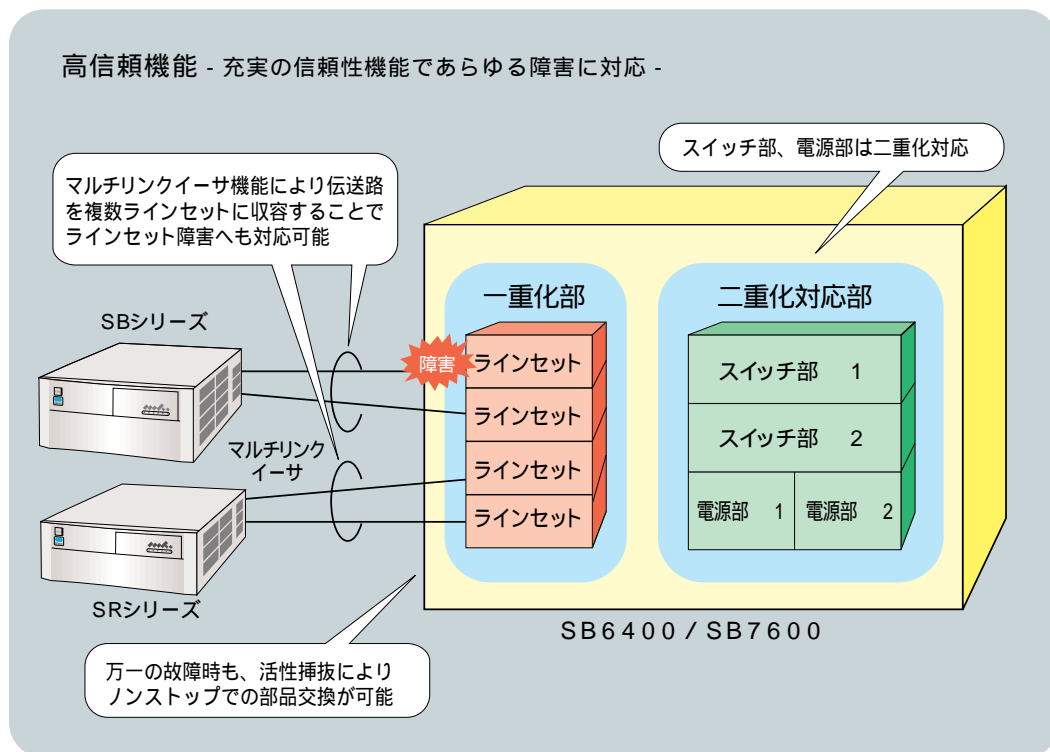 高信頼機能 - 充実の信頼性機能であらゆる障害に対応 -
スイッチ部、電源部は二重化対応
マルチリンクイーサ機能により伝送路
を複数ラインセットに収容することで
ラインセット障害へも対応可能
一重化部
二重化対応部
SBシリーズ
障害
ラインセット
ラインセット
ラインセット
ラインセット
スイッチ部 1
スイッチ部 2
電源部 1
電源部 2
マルチリンク
イーサ
SRシリーズ
SB6400 / SB7600
万一の故障時も、活性挿抜により
ノンストップでの部品交換が可能